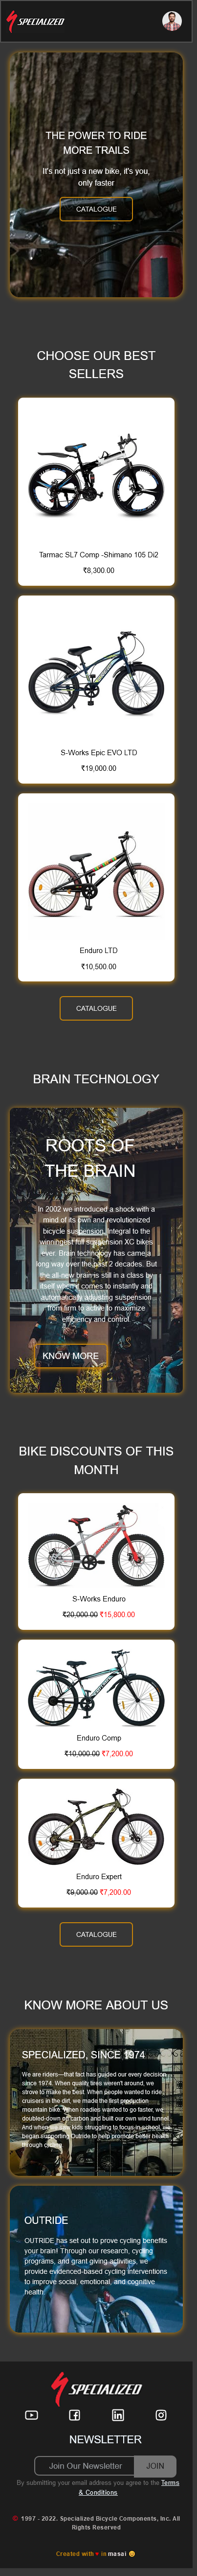 SPECIALIZED
THE POWER TO RIDE
MORE TRAILS
It's not just a new bike, it's you,
only faster
CATALOGUE
CHOOSE OUR BEST
SELLERS
Tarmac SL7 Comp -Shimano 105 Di2
₹8,300.00
S-Works Epic EVO LTD
₹19,000.00
Enduro LTD
₹10,500.00
CATALOGUE
BRAIN TECHNOLOGY
ROOTS OF
THE BRAIN
In 2002 we introduced a shock with a
mind of its own and revolutionized
bicycle suspension. Integral to the
winningest full suspension XC bikes
ever. Brain technology has came a
long way over the past 2 decades. But
the all-new brain is still in a class by
itself when it comes to instantly and
automatically adjusting suspension
from firm to active to maximize
efficiency and control.
KNOW MORE
BIKE DISCOUNTS OF THIS
MONTH
S-Works Enduro
₹20,000.00 ₹15,800.00
Enduro Comp
₹10,000.00 ₹7,200.00
Enduro Expert
₹9,000.00 ₹7,200.00
CATALOGUE
KNOW MORE ABOUT US
SPECIALIZED, SINCE 1974
We are riders—that fact has guided our every decision
since 1974. When quality tires weren't around, we
strove to make the best. When people wanted to ride
cruisers in the dirt, we made the first production
mountain bike. When roadies wanted to go faster, we
doubled-down on carbon and built our own wind tunnel.
And when we saw kids struggling to focus in school, we
began supporting Outride to help promote better health
through cycling.
OUTRIDE
OUTRIDE has set out to prove cycling benefits
your brain! Through our research, cycling
programs, and grant giving activities, we
provide evidenced-based cycling interventions
to improve social, emotional, and cognitive
health.
SPECIALIZED
NEWSLETTER
Join Our Newsletter JOIN
By submitting your email address you agree to the Terms
& Conditions
© 1997 - 2022. Specialized Bicycle Components, Inc. All
Rights Reserved
Created with ♥ in masai 😊